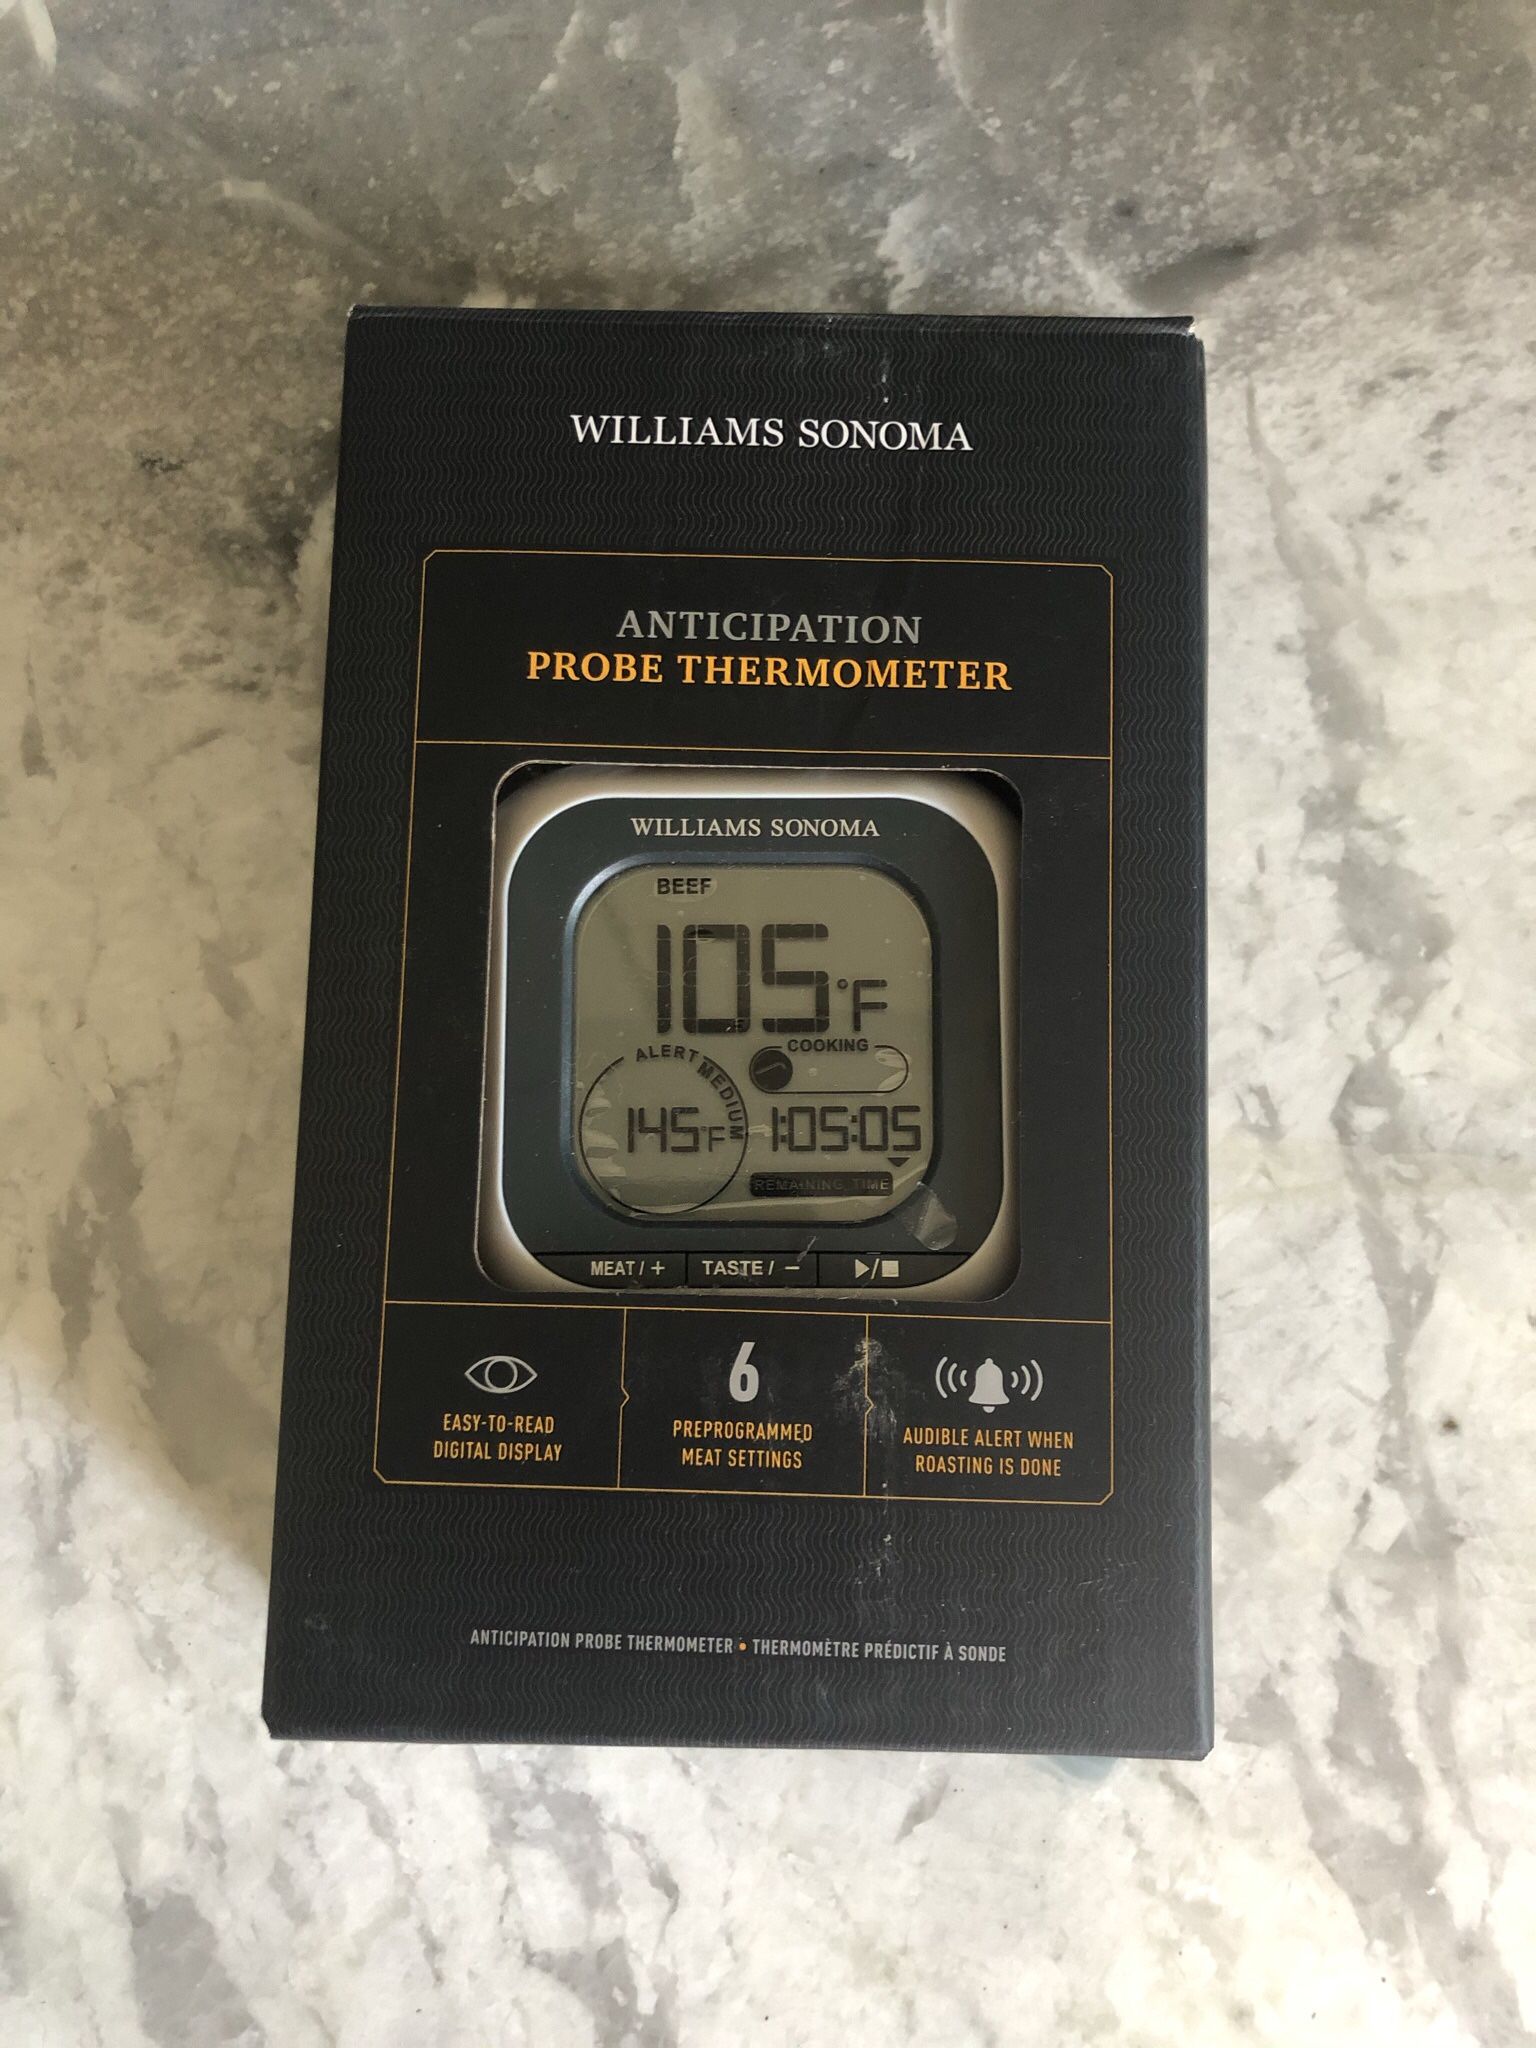 WILLIAMS SONOMA
ANTICIPATION
PROBE THERMOMETER
WILLIAMS SONOMA
BEEF
105°F
ALERT MEDIUM
145°F
COOKING
1:05:05
REMAINING TIME
MEAT / + TASTE / − ▶/■
EASY-TO-READ
DIGITAL DISPLAY
6
PREPROGRAMMED
MEAT SETTINGS
AUDIBLE ALERT WHEN
ROASTING IS DONE
ANTICIPATION PROBE THERMOMETER • THERMOMÈTRE PRÉDICTIF À SONDE